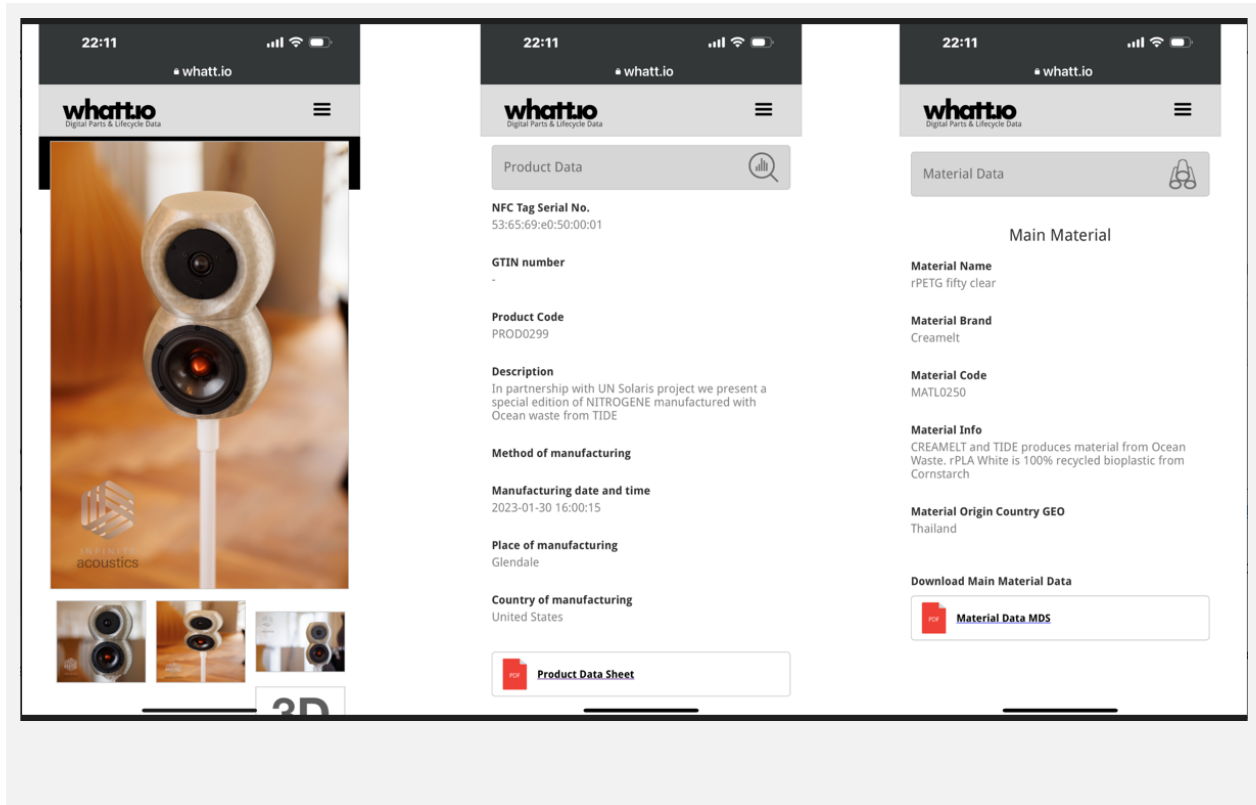 22:11
whatt.io
whatt.io
Digital Parts & Lifecycle Data
INFINITE
acoustics
3D
22:11
whatt.io
whatt.io
Digital Parts & Lifecycle Data
Product Data
NFC Tag Serial No.
53:65:69:e0:50:00:01
GTIN number
-
Product Code
PROD0299
Description
In partnership with UN Solaris project we present a
special edition of NITROGENE manufactured with
Ocean waste from TIDE
Method of manufacturing
Manufacturing date and time
2023-01-30 16:00:15
Place of manufacturing
Glendale
Country of manufacturing
United States
PDF
Product Data Sheet
22:11
whatt.io
whatt.io
Digital Parts & Lifecycle Data
Material Data
Main Material
Material Name
rPETG fifty clear
Material Brand
Creamelt
Material Code
MATL0250
Material Info
CREAMELT and TIDE produces material from Ocean
Waste. rPLA White is 100% recycled bioplastic from
Cornstarch
Material Origin Country GEO
Thailand
Download Main Material Data
PDF
Material Data MDS